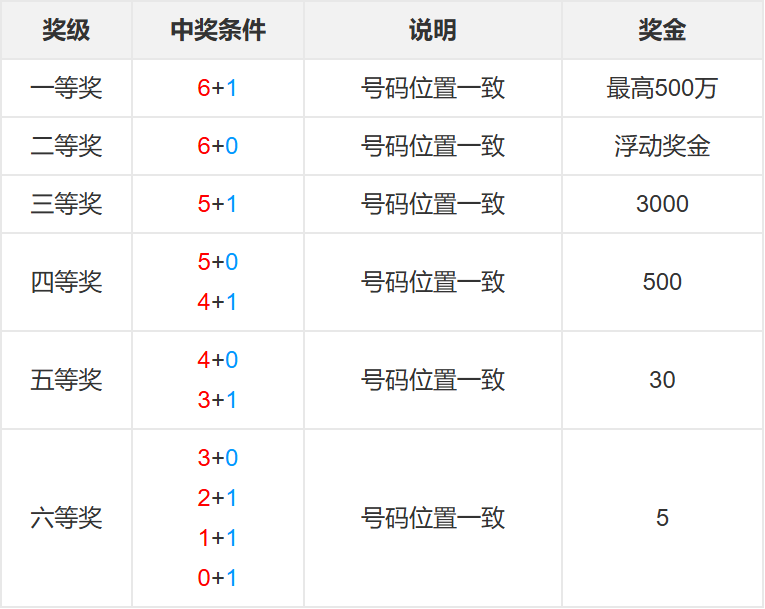 奖级 中奖条件 说明 奖金
一等奖 6+1 号码位置一致 最高500万
二等奖 6+0 号码位置一致 浮动奖金
三等奖 5+1 号码位置一致 3000
四等奖 5+0 4+1 号码位置一致 500
五等奖 4+0 3+1 号码位置一致 30
六等奖 3+0 2+1 1+1 0+1 号码位置一致 5